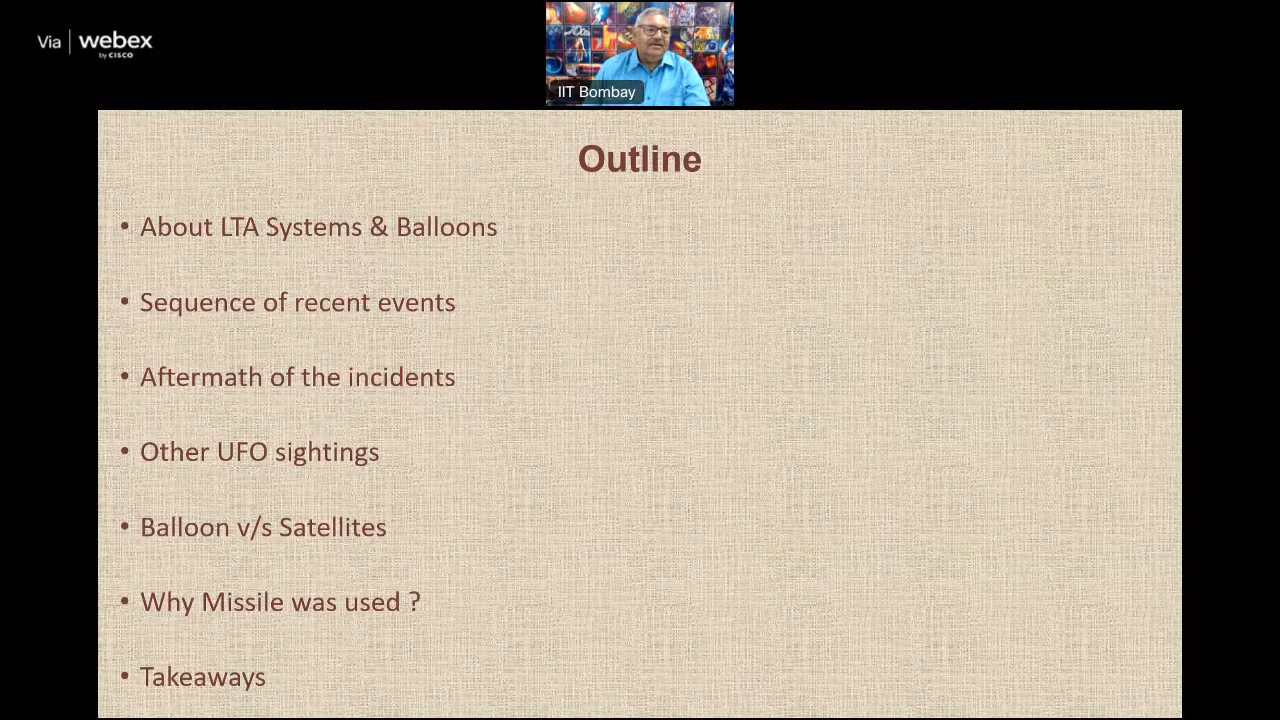 Via webex
by CISCO
IIT Bombay
Outline
• About LTA Systems & Balloons
• Sequence of recent events
• Aftermath of the incidents
• Other UFO sightings
• Balloon v/s Satellites
• Why Missile was used ?
• Takeaways